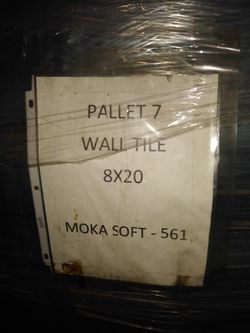 PALLET 7
WALL TILE
8X20
MOKA SOFT - 561